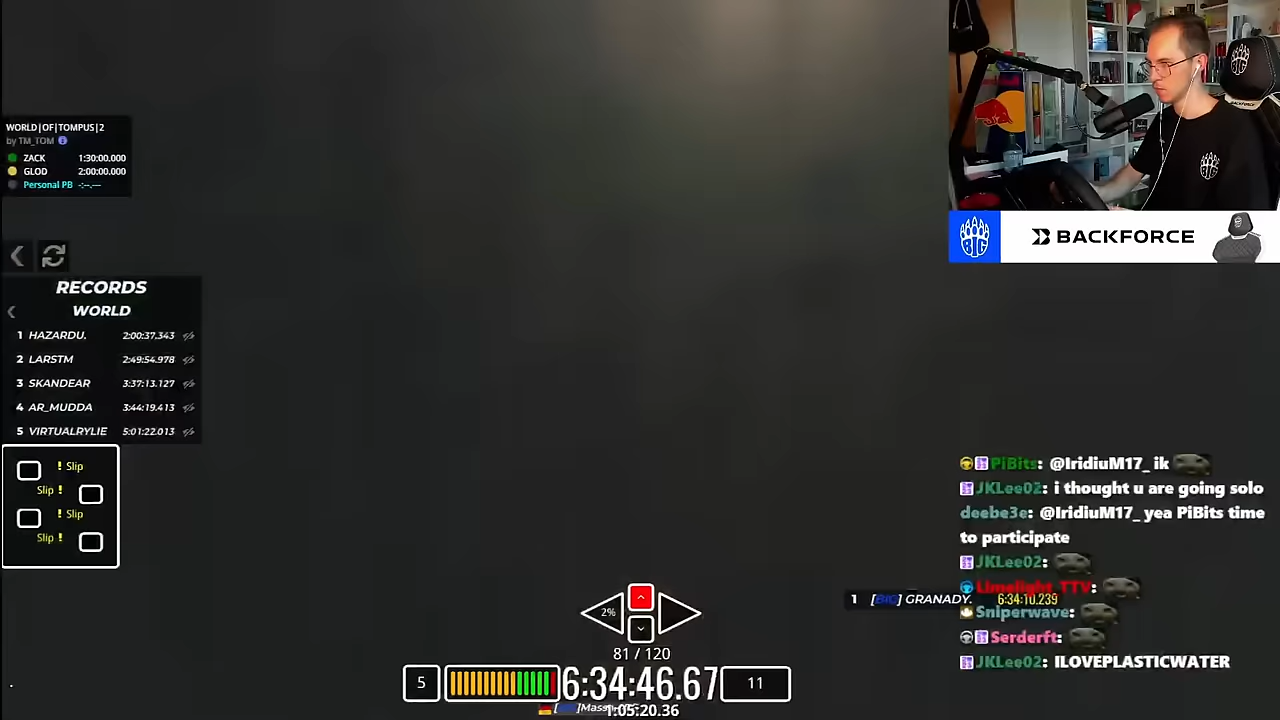 WORLD|OF|TOMPUS|2
by TM_TOM
ZACK 1:30:00.000
GLOD 2:00:00.000
Personal PB -:--.---
RECORDS
WORLD
1 HAZARDU. 2:00:37.343
2 LARSTM 2:49:54.978
3 SKANDEAR 3:37:13.127
4 AR_MUDDA 3:44:19.413
5 VIRTUALRYLIE 5:01:22.013
! Slip
Slip !
! Slip
Slip !
BIG
BACKFORCE
PiBits: @IridiuM17_ ik
JKLee02: i thought u are going solo
deebe3e: @IridiuM17_ yea PiBits time
to participate
JKLee02:
Limelight_TTV:
1 [BIG] GRANADY. 6:34:10.239
Sniperwave:
Serderft:
JKLee02: ILOVEPLASTICWATER
2%
81 / 120
5
6:34:46.67
11
1:05:20.36